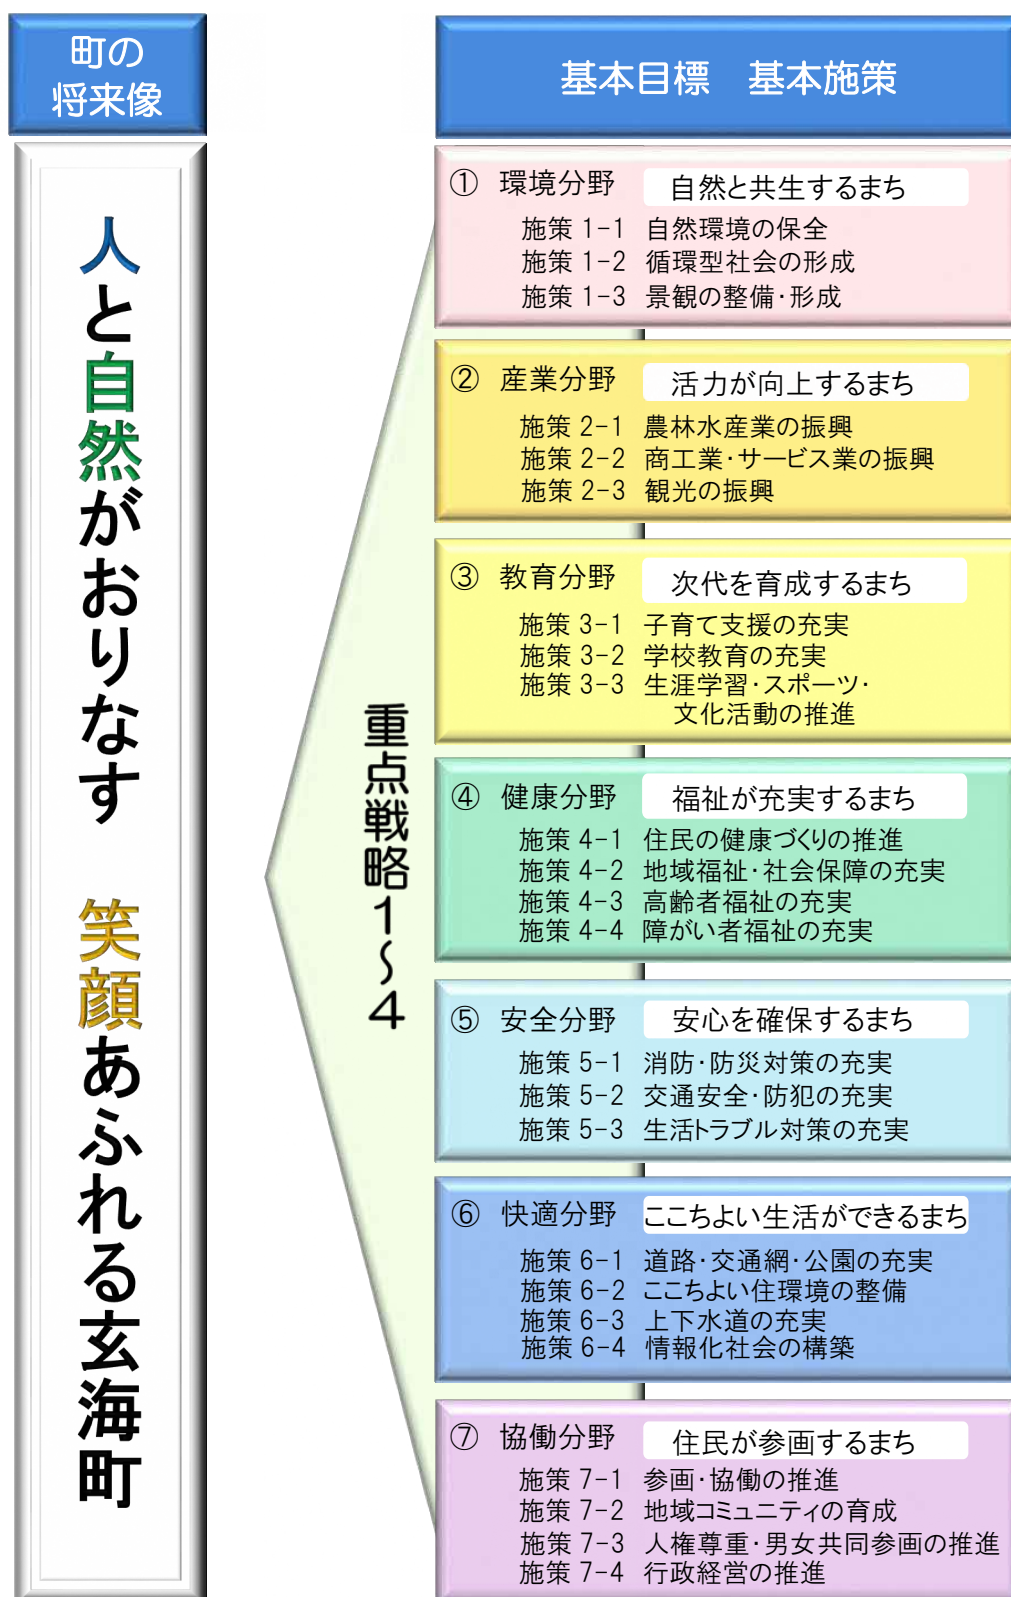 町の
将来像
人と自然がおりなす　笑顔あふれる玄海町
重点戦略1～4
基本目標　基本施策
① 環境分野　自然と共生するまち
施策 1-1 自然環境の保全
施策 1-2 循環型社会の形成
施策 1-3 景観の整備・形成
② 産業分野　活力が向上するまち
施策 2-1 農林水産業の振興
施策 2-2 商工業・サービス業の振興
施策 2-3 観光の振興
③ 教育分野　次代を育成するまち
施策 3-1 子育て支援の充実
施策 3-2 学校教育の充実
施策 3-3 生涯学習・スポーツ・
文化活動の推進
④ 健康分野　福祉が充実するまち
施策 4-1 住民の健康づくりの推進
施策 4-2 地域福祉・社会保障の充実
施策 4-3 高齢者福祉の充実
施策 4-4 障がい者福祉の充実
⑤ 安全分野　安心を確保するまち
施策 5-1 消防・防災対策の充実
施策 5-2 交通安全・防犯の充実
施策 5-3 生活トラブル対策の充実
⑥ 快適分野　ここちよい生活ができるまち
施策 6-1 道路・交通網・公園の充実
施策 6-2 ここちよい住環境の整備
施策 6-3 上下水道の充実
施策 6-4 情報化社会の構築
⑦ 協働分野　住民が参画するまち
施策 7-1 参画・協働の推進
施策 7-2 地域コミュニティの育成
施策 7-3 人権尊重・男女共同参画の推進
施策 7-4 行政経営の推進